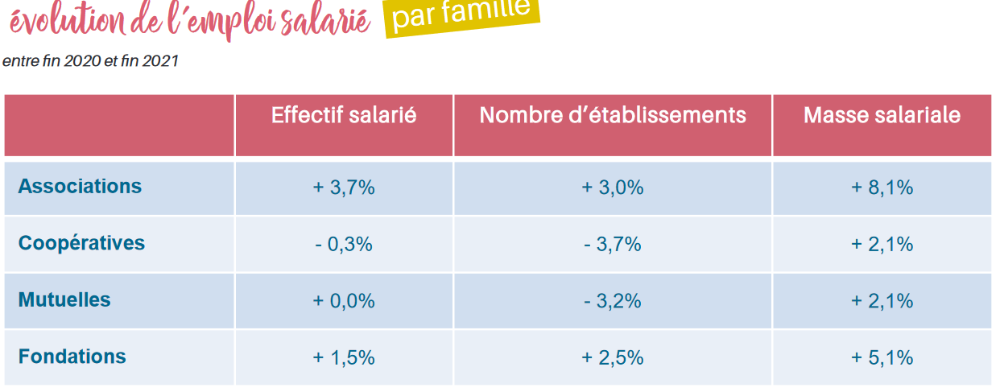 évolution de l'emploi salarié par famille
entre fin 2020 et fin 2021
Effectif salarié Nombre d'établissements Masse salariale
Associations + 3,7% + 3,0% + 8,1%
Coopératives - 0,3% - 3,7% + 2,1%
Mutuelles + 0,0% - 3,2% + 2,1%
Fondations + 1,5% + 2,5% + 5,1%